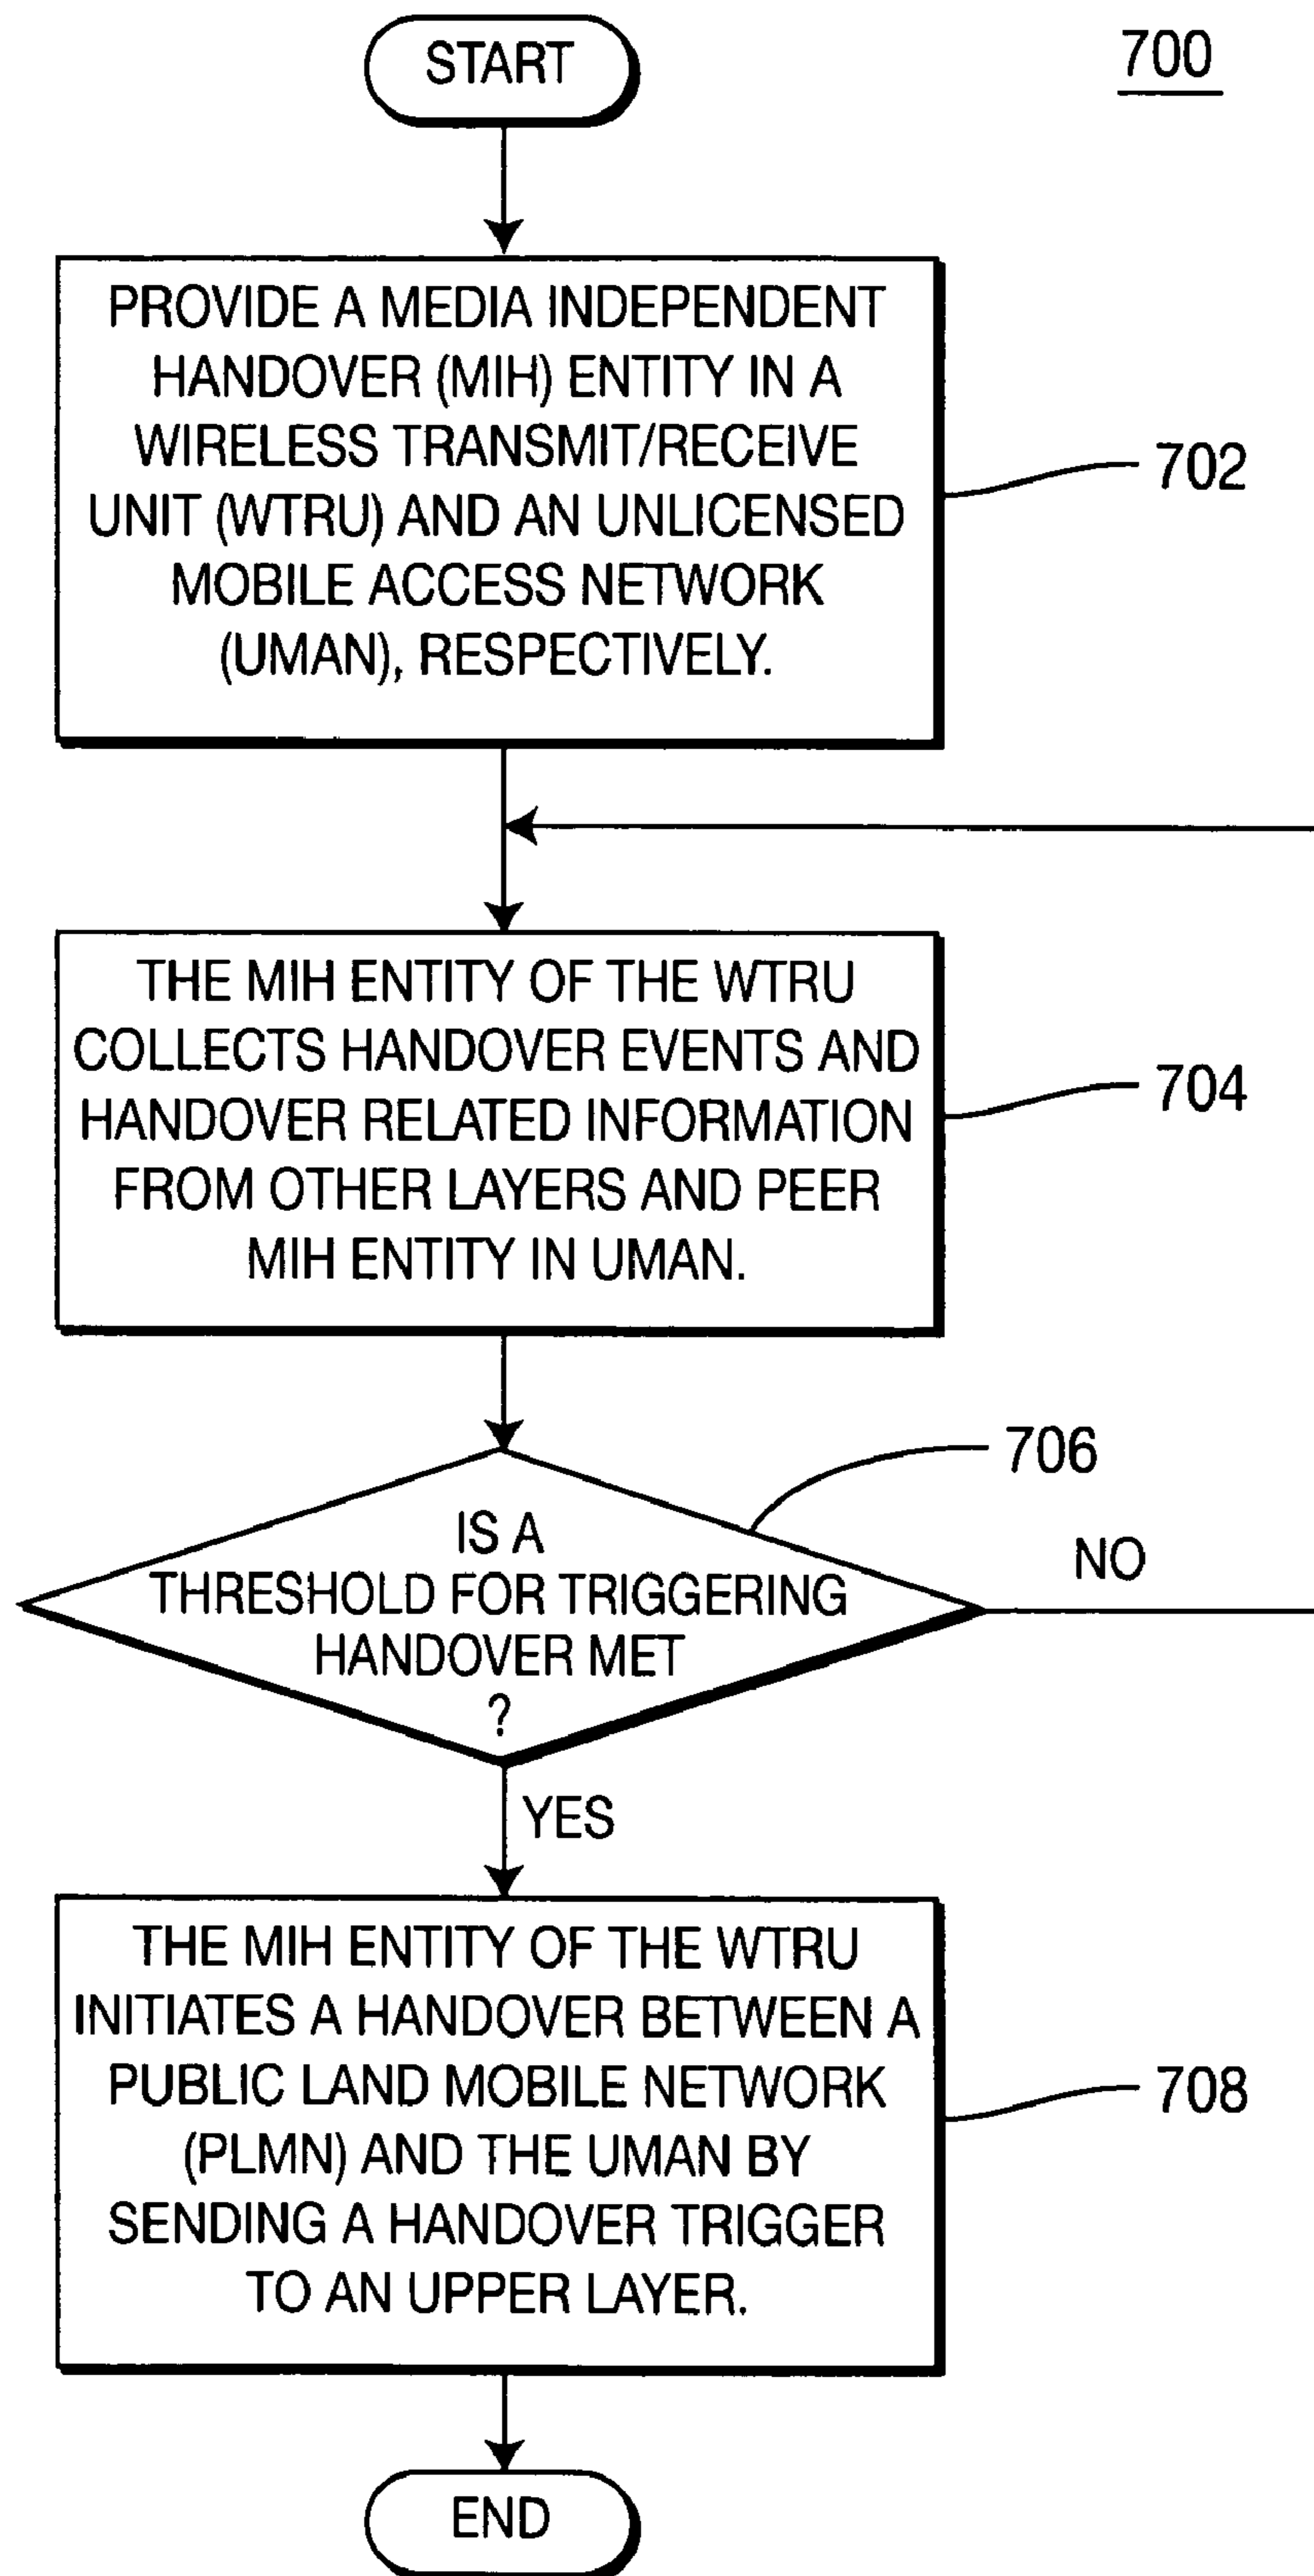 START
700
PROVIDE A MEDIA INDEPENDENT
HANDOVER (MIH) ENTITY IN A
WIRELESS TRANSMIT/RECEIVE
UNIT (WTRU) AND AN UNLICENSED
MOBILE ACCESS NETWORK
(UMAN), RESPECTIVELY.
702
THE MIH ENTITY OF THE WTRU
COLLECTS HANDOVER EVENTS AND
HANDOVER RELATED INFORMATION
FROM OTHER LAYERS AND PEER
MIH ENTITY IN UMAN.
704
706
IS A
THRESHOLD FOR TRIGGERING
HANDOVER MET
?
NO
YES
THE MIH ENTITY OF THE WTRU
INITIATES A HANDOVER BETWEEN A
PUBLIC LAND MOBILE NETWORK
(PLMN) AND THE UMAN BY
SENDING A HANDOVER TRIGGER
TO AN UPPER LAYER.
708
END